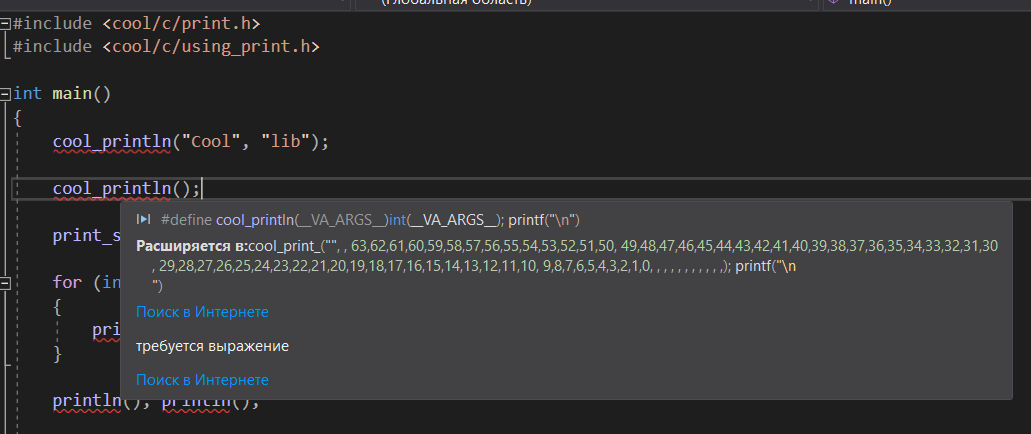 (Глобальная область)
main()
#include <cool/c/print.h>
#include <cool/c/using_print.h>
int main()
{
cool_println("Cool", "lib");
cool_println();
#define cool_println(__VA_ARGS__)int(__VA_ARGS__); printf("\n")
print_s
Расширяется в:cool_print_("", , 63,62,61,60,59,58,57,56,55,54,53,52,51,50, 49,48,47,46,45,44,43,42,41,40,39,38,37,36,35,34,33,32,31,30
, 29,28,27,26,25,24,23,22,21,20,19,18,17,16,15,14,13,12,11,10, 9,8,7,6,5,4,3,2,1,0, , , , , , , , , , , ,); printf("\n
")
for (in
{
Поиск в Интернете
pri
требуется выражение
}
Поиск в Интернете
println(); println();